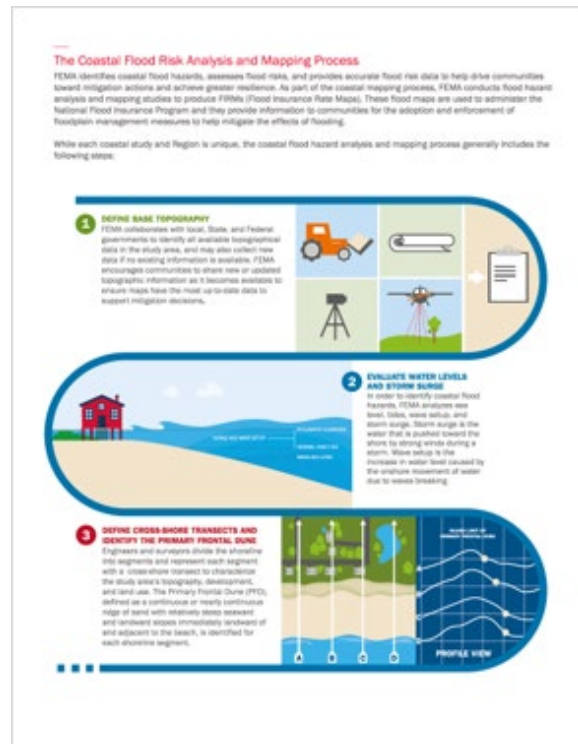 The Coastal Flood Risk Analysis and Mapping Process
FEMA identifies coastal flood hazards, assesses flood risks, and provides accurate flood risk data to help drive communities
toward mitigation actions and achieve greater resilience. As part of the coastal mapping process, FEMA conducts flood hazard
analysis and mapping studies to produce FIRMs (Flood Insurance Rate Maps). These flood maps are used to administer the
National Flood Insurance Program and they provide information to communities for the adoption and enforcement of
floodplain management measures to help mitigate the effects of flooding.
While each coastal study and Region is unique, the coastal flood hazard analysis and mapping process generally includes the
following steps:
1
DEFINE BASE TOPOGRAPHY
FEMA collaborates with local, State, and Federal
governments to identify all available topographical
data in the study area, and may also collect new
data if no existing information is available. FEMA
encourages communities to share new or updated
topographic information as it becomes available to
ensure maps have the most up-to-date data to
support mitigation decisions.
2
EVALUATE WATER LEVELS
AND STORM SURGE
In order to identify coastal flood
hazards, FEMA analyzes sea
level, tides, wave setup, and
storm surge. Storm surge is the
water that is pushed toward the
shore by strong winds during a
storm. Wave setup is the
increase in water level caused by
the onshore movement of water
due to waves breaking.
3
DEFINE CROSS-SHORE TRANSECTS AND
IDENTIFY THE PRIMARY FRONTAL DUNE
Engineers and surveyors divide the shoreline
into segments and represent each segment
with a cross-shore transect to characterize
the study area's topography, development,
and land use. The Primary Frontal Dune (PFD),
defined as a continuous or nearly continuous
ridge of sand with relatively steep seaward
and landward slopes immediately landward of
and adjacent to the beach, is identified for
each shoreline segment.
A B C D
PRIMARY FRONTAL DUNE
PROFILE VIEW